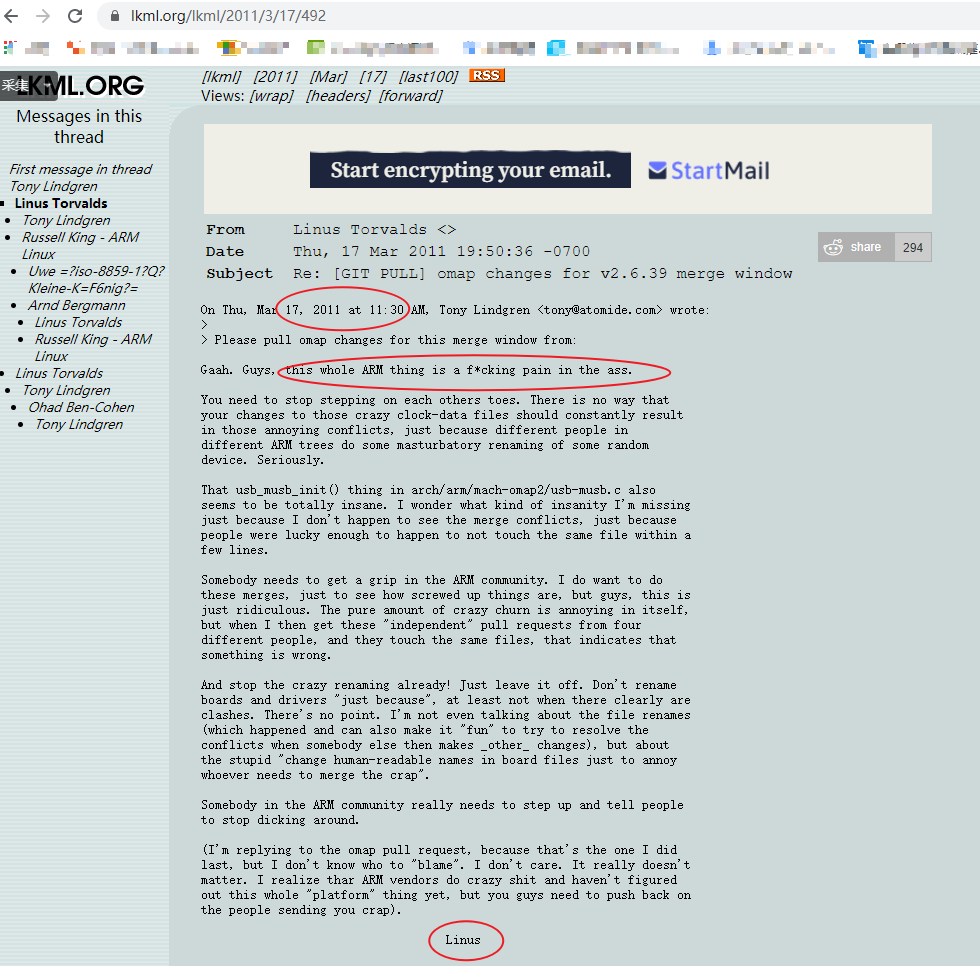 lkml.org/lkml/2011/3/17/492
采集
LKML.ORG
[lkml] [2011] [Mar] [17] [last100] RSS
Views: [wrap] [headers] [forward]
Messages in this
thread
First message in thread
Tony Lindgren
Linus Torvalds
Tony Lindgren
Russell King - ARM
Linux
Uwe =?iso-8859-1?Q?
Kleine-K=F6nig?=
Arnd Bergmann
Linus Torvalds
Russell King - ARM
Linux
Linus Torvalds
Tony Lindgren
Ohad Ben-Cohen
Tony Lindgren
Start encrypting your email. StartMail
From Linus Torvalds <>
Date Thu, 17 Mar 2011 19:50:36 -0700
Subject Re: [GIT PULL] omap changes for v2.6.39 merge window
share 294
On Thu, Mar 17, 2011 at 11:30 AM, Tony Lindgren <tony@atomide.com> wrote:
>
> Please pull omap changes for this merge window from:
Gaah. Guys, this whole ARM thing is a f*cking pain in the ass.
You need to stop stepping on each others toes. There is no way that
your changes to those crazy clock-data files should constantly result
in those annoying conflicts, just because different people in
different ARM trees do some masturbatory renaming of some random
device. Seriously.
That usb_musb_init() thing in arch/arm/mach-omap2/usb-musb.c also
seems to be totally insane. I wonder what kind of insanity I'm missing
just because I don't happen to see the merge conflicts, just because
people were lucky enough to happen to not touch the same file within a
few lines.
Somebody needs to get a grip in the ARM community. I do want to do
these merges, just to see how screwed up things are, but guys, this is
just ridiculous. The pure amount of crazy churn is annoying in itself,
but when I then get these "independent" pull requests from four
different people, and they touch the same files, that indicates that
something is wrong.
And stop the crazy renaming already! Just leave it off. Don't rename
boards and drivers "just because", at least not when there clearly are
clashes. There's no point. I'm not even talking about the file renames
(which happened and can also make it "fun" to try to resolve the
conflicts when somebody else then makes _other_ changes), but about
the stupid "change human-readable names in board files just to annoy
whoever needs to merge the crap".
Somebody in the ARM community really needs to step up and tell people
to stop dicking around.
(I'm replying to the omap pull request, because that's the one I did
last, but I don't know who to "blame". I don't care. It really doesn't
matter. I realize thar ARM vendors do crazy shit and haven't figured
out this whole "platform" thing yet, but you guys need to push back on
the people sending you crap).
Linus